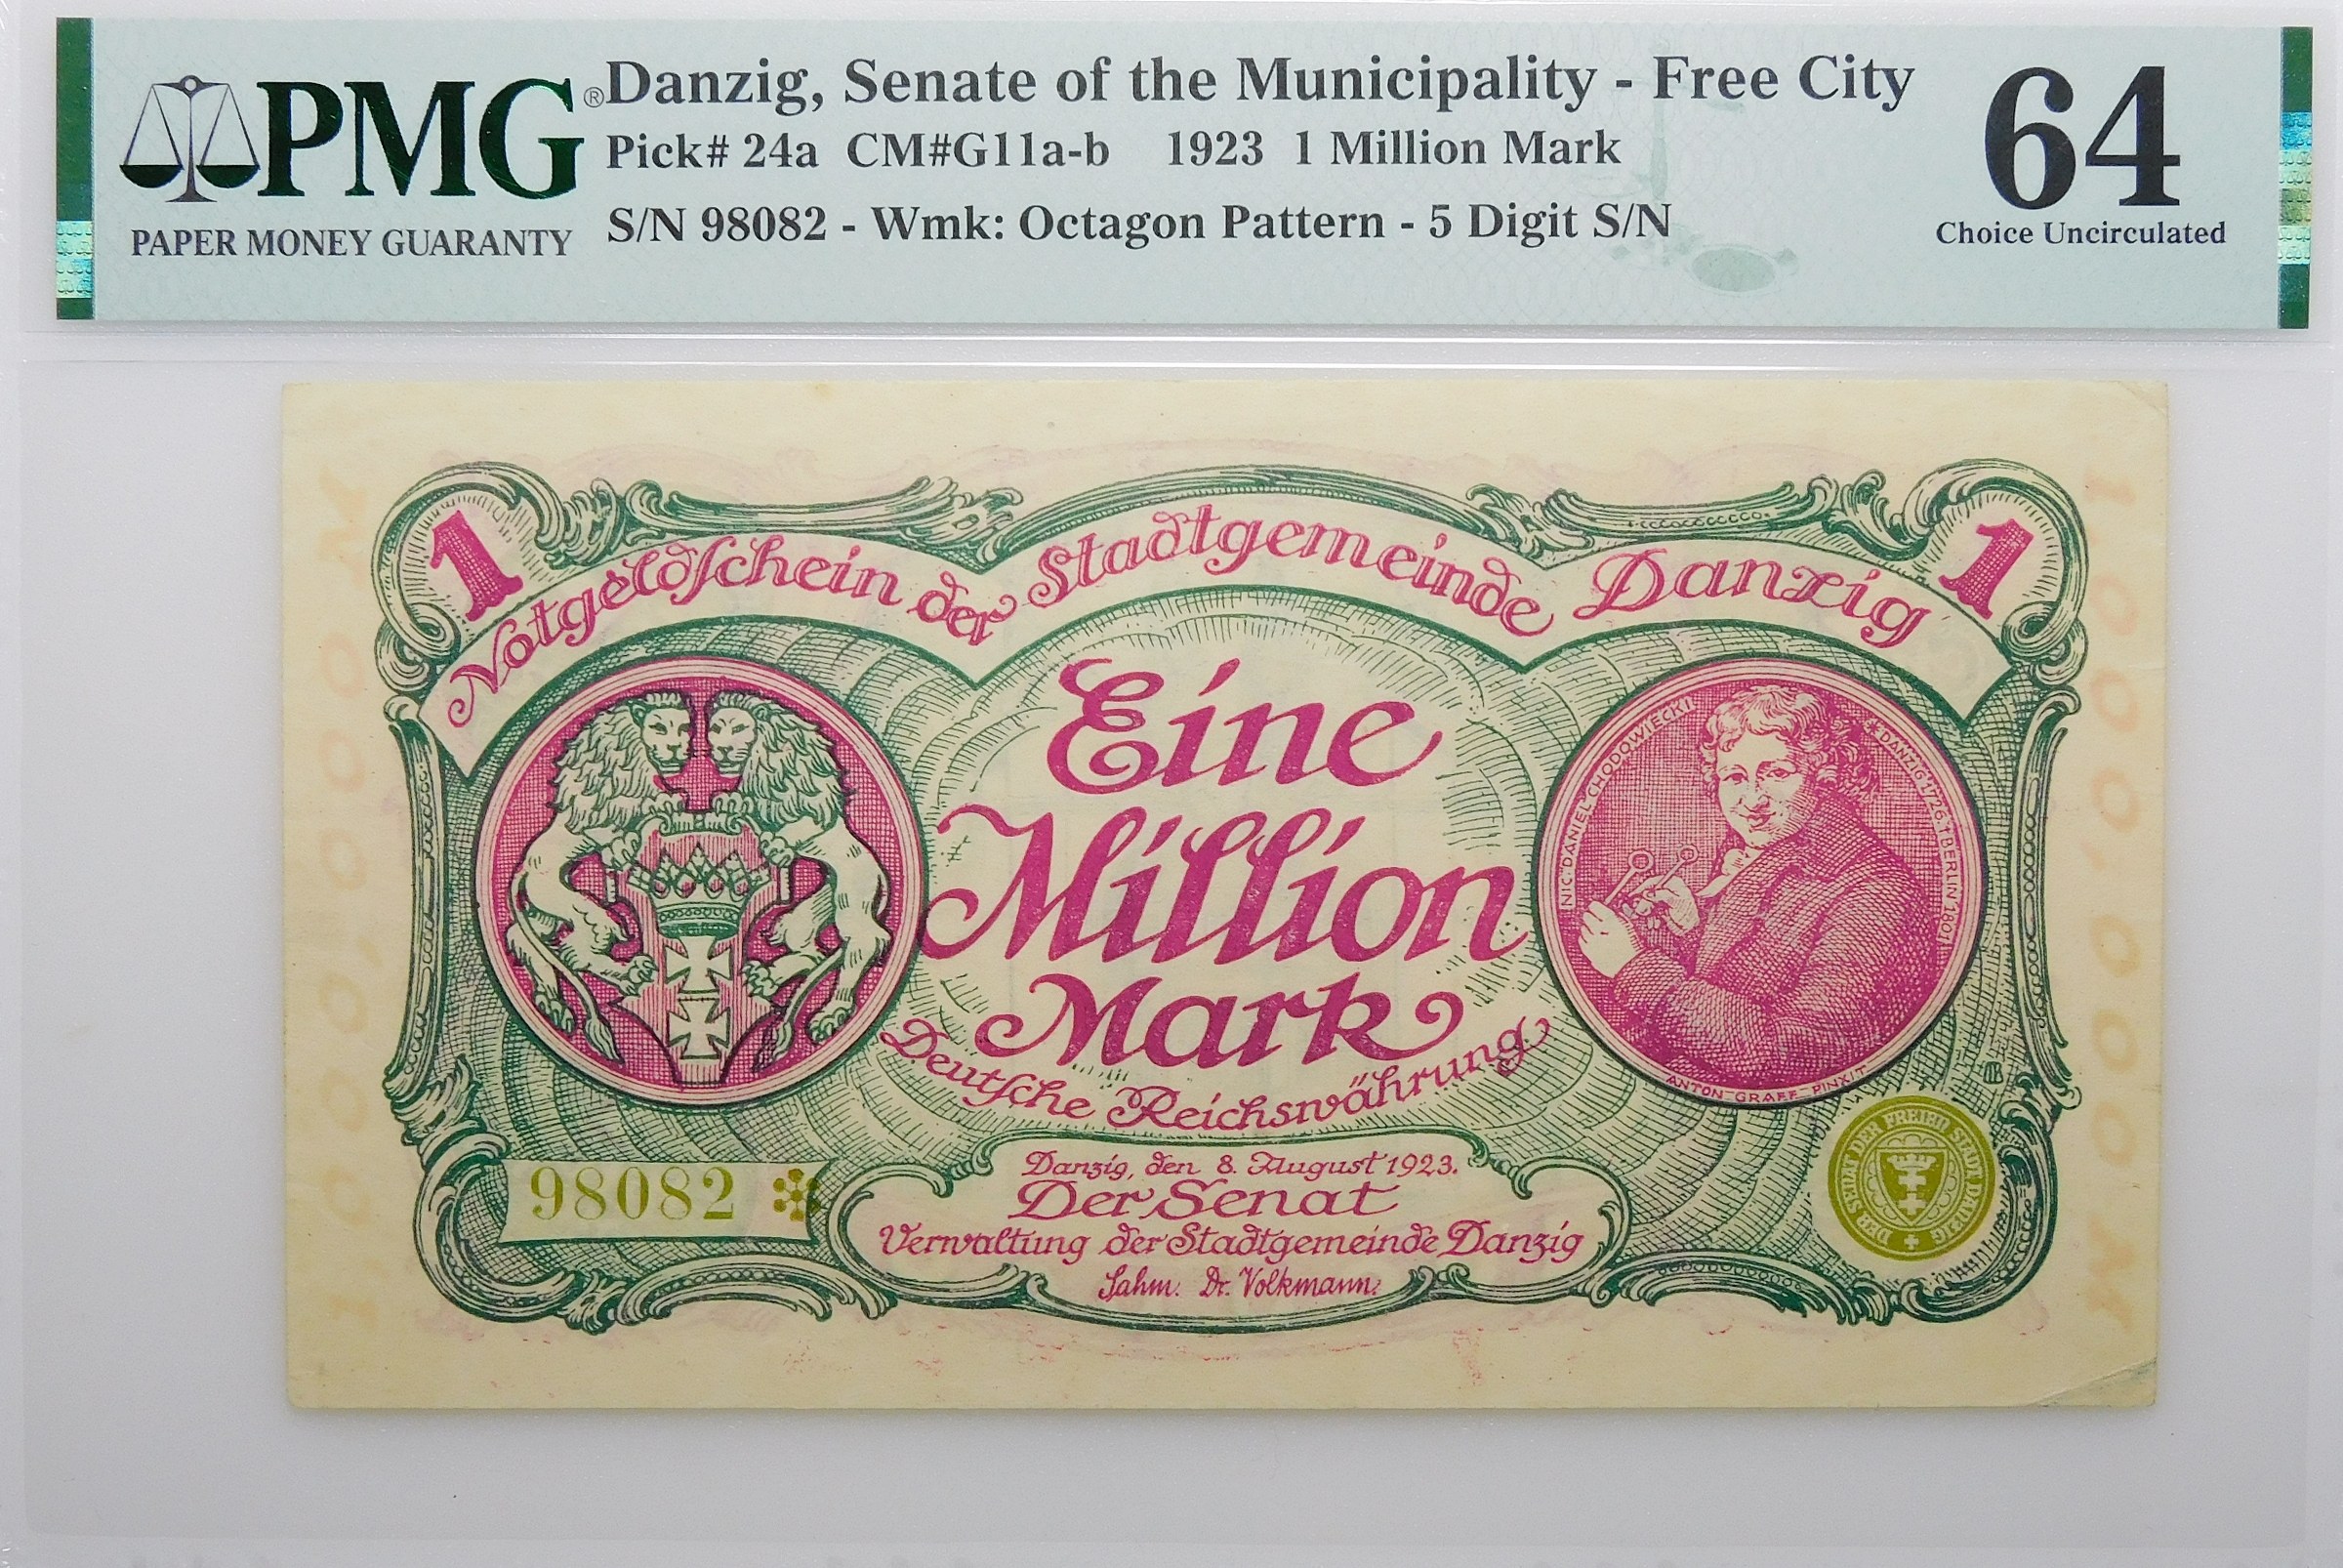 PMG®
PAPER MONEY GUARANTY
Danzig, Senate of the Municipality - Free City
Pick# 24a CM#G11a-b 1923 1 Million Mark
S/N 98082 - Wmk: Octagon Pattern - 5 Digit S/N
64
Choice Uncirculated
1
1
Notgeldschein der Stadtgemeinde Danzig
Eine
Million
Mark
Deutsche Reichswährung
NIC·DANIEL CHODOWIECKI
*DANZIG 1726 † BERLIN 1801
ANTON GRAFF PINXIT
98082
Danzig, den 8. August 1923.
Der Senat
Verwaltung der Stadtgemeinde Danzig
Sahm. Dr. Volkmann.
DER SENAT DER FREIEN STADT DANZIG
1000000 M
1000000 M